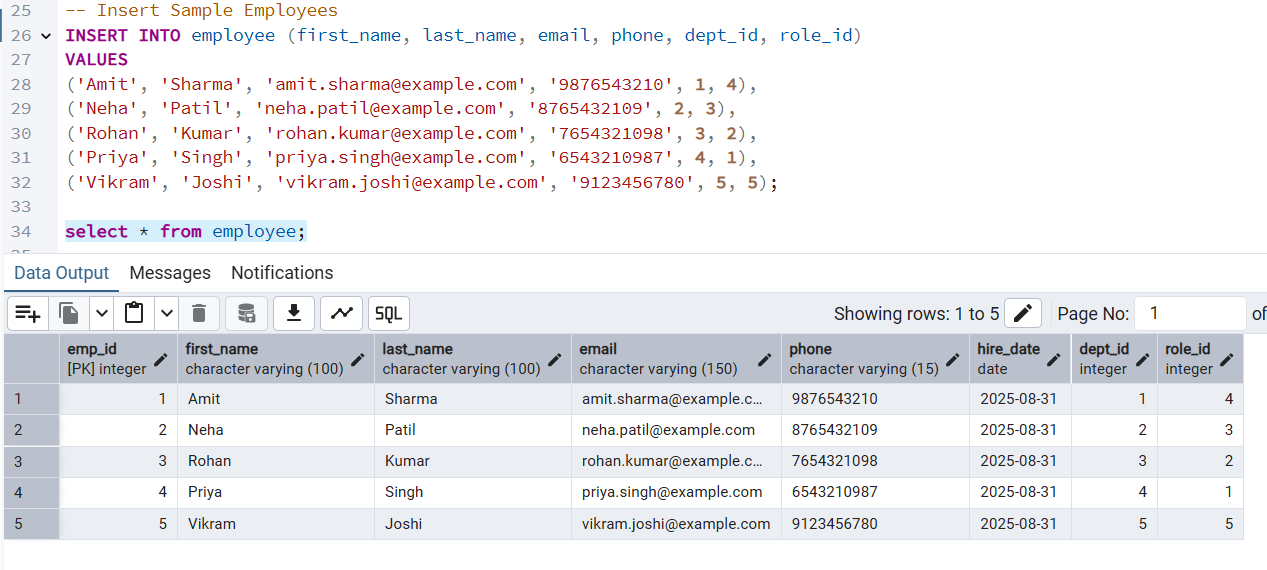 25 -- Insert Sample Employees
26 INSERT INTO employee (first_name, last_name, email, phone, dept_id, role_id)
27 VALUES
28 ('Amit', 'Sharma', 'amit.sharma@example.com', '9876543210', 1, 4),
29 ('Neha', 'Patil', 'neha.patil@example.com', '8765432109', 2, 3),
30 ('Rohan', 'Kumar', 'rohan.kumar@example.com', '7654321098', 3, 2),
31 ('Priya', 'Singh', 'priya.singh@example.com', '6543210987', 4, 1),
32 ('Vikram', 'Joshi', 'vikram.joshi@example.com', '9123456780', 5, 5);
33
34 select * from employee;
Data Output Messages Notifications
SQL Showing rows: 1 to 5 Page No: 1 of
emp_id first_name last_name email phone hire_date dept_id role_id
[PK] integer character varying (100) character varying (100) character varying (150) character varying (15) date integer integer
1 1 Amit Sharma amit.sharma@example.c... 9876543210 2025-08-31 1 4
2 2 Neha Patil neha.patil@example.com 8765432109 2025-08-31 2 3
3 3 Rohan Kumar rohan.kumar@example.c... 7654321098 2025-08-31 3 2
4 4 Priya Singh priya.singh@example.com 6543210987 2025-08-31 4 1
5 5 Vikram Joshi vikram.joshi@example.com 9123456780 2025-08-31 5 5